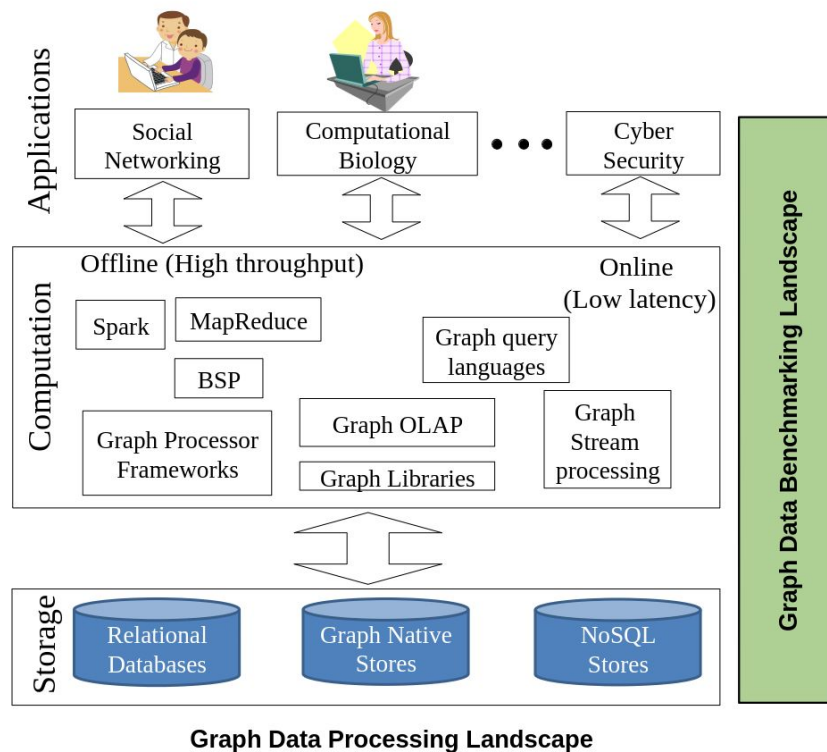 Applications
Social
Networking
Computational
Biology
Cyber
Security
Computation
Offline (High throughput)
Online
(Low latency)
Spark
MapReduce
BSP
Graph query
languages
Graph Processor
Frameworks
Graph OLAP
Graph Libraries
Graph
Stream
processing
Storage
Relational
Databases
Graph Native
Stores
NoSQL
Stores
Graph Data Benchmarking Landscape
Graph Data Processing Landscape